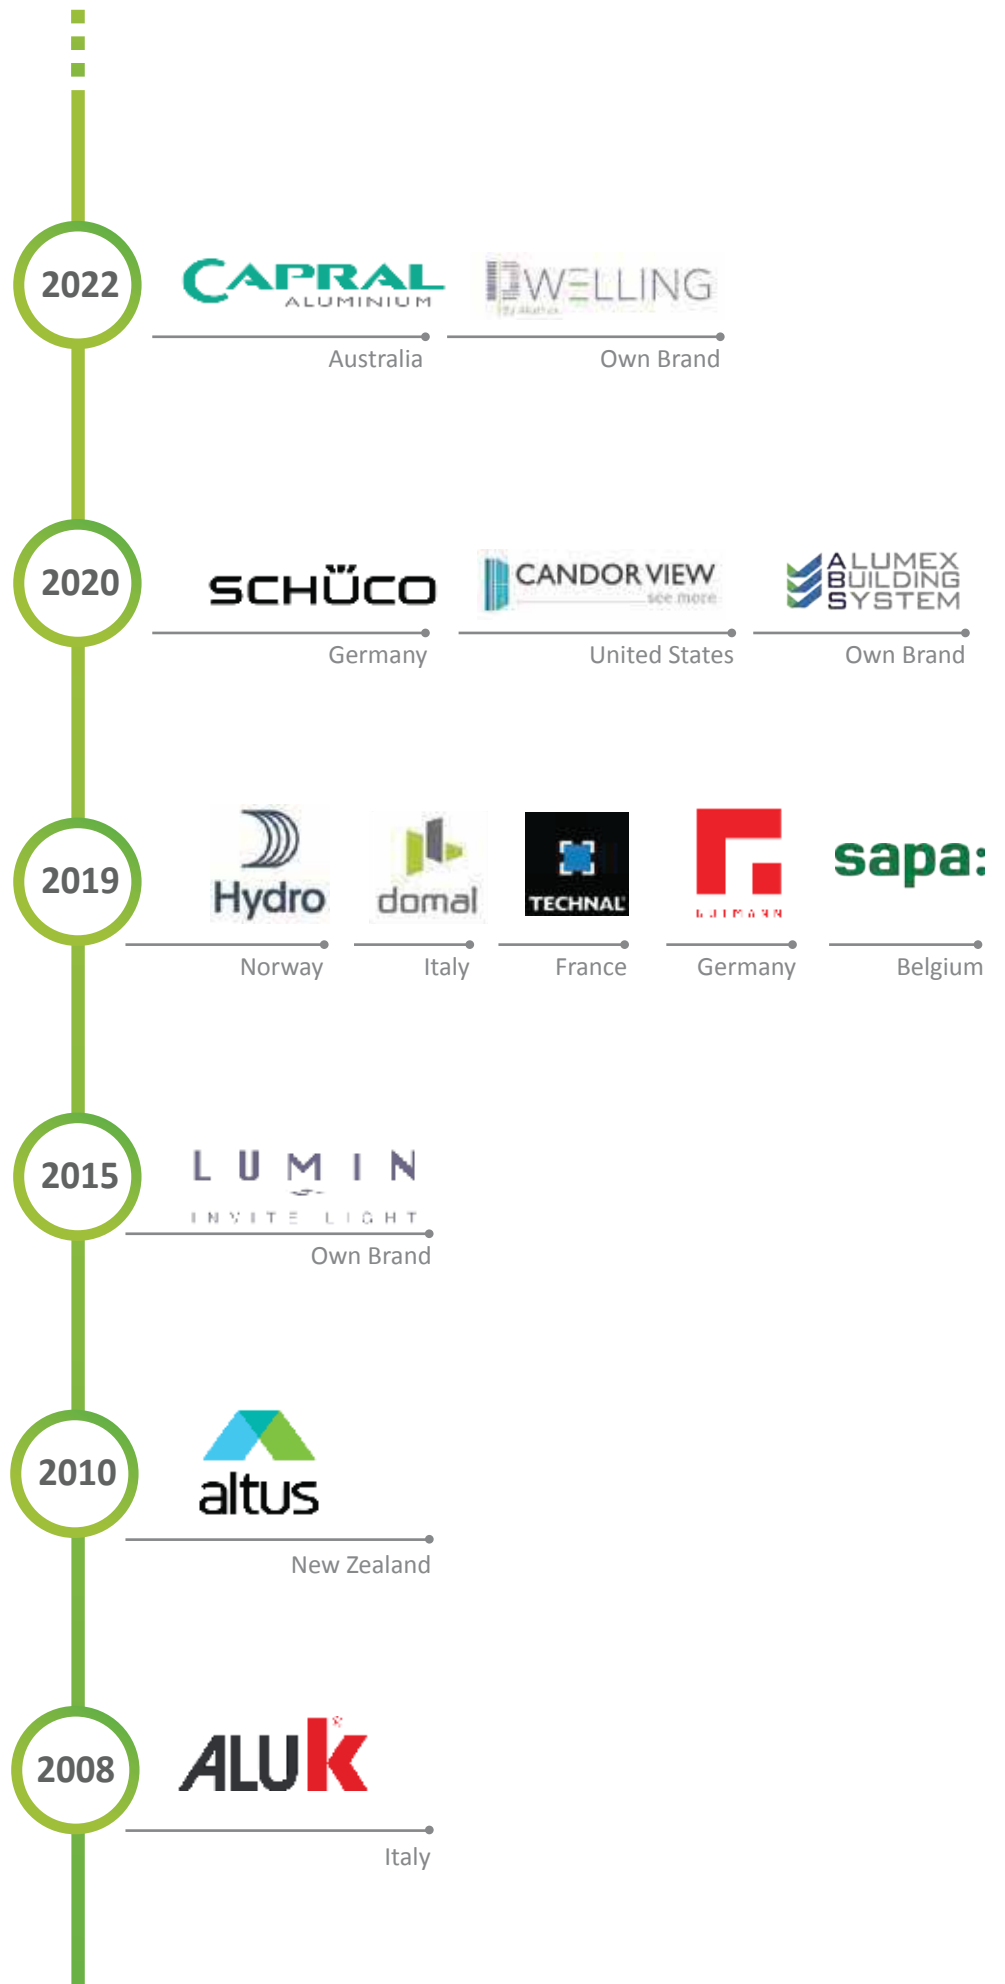 2022
CAPRAL
ALUMINIUM
DWELLING
Australia
Own Brand
2020
SCHÜCO
CANDOR VIEW
see more
ALUMEX
BUILDING
SYSTEM
Germany
United States
Own Brand
2019
Hydro
domal
TECHNAL
sapa:
Norway
Italy
France
Germany
Belgium
2015
LUMIN
INVITE LIGHT
Own Brand
2010
altus
New Zealand
2008
ALUK
Italy